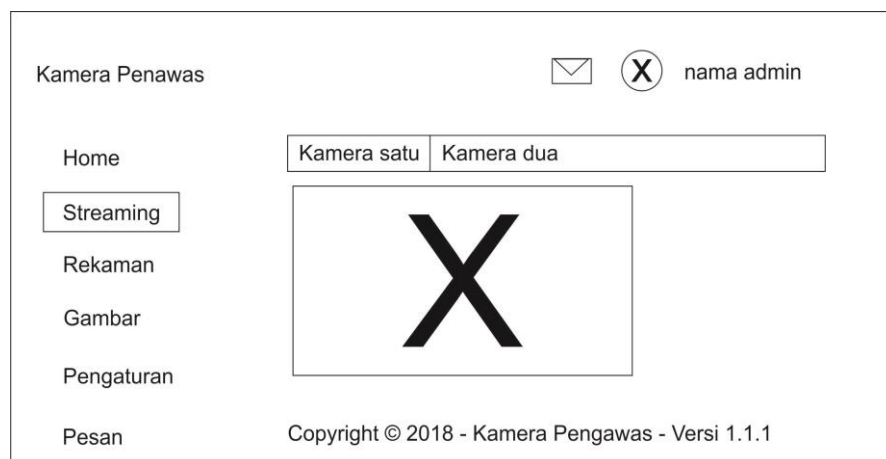 Kamera Penawas
X nama admin
Home
Kamera satu Kamera dua
Streaming
X
Rekaman
Gambar
Pengaturan
Pesan
Copyright © 2018 - Kamera Pengawas - Versi 1.1.1